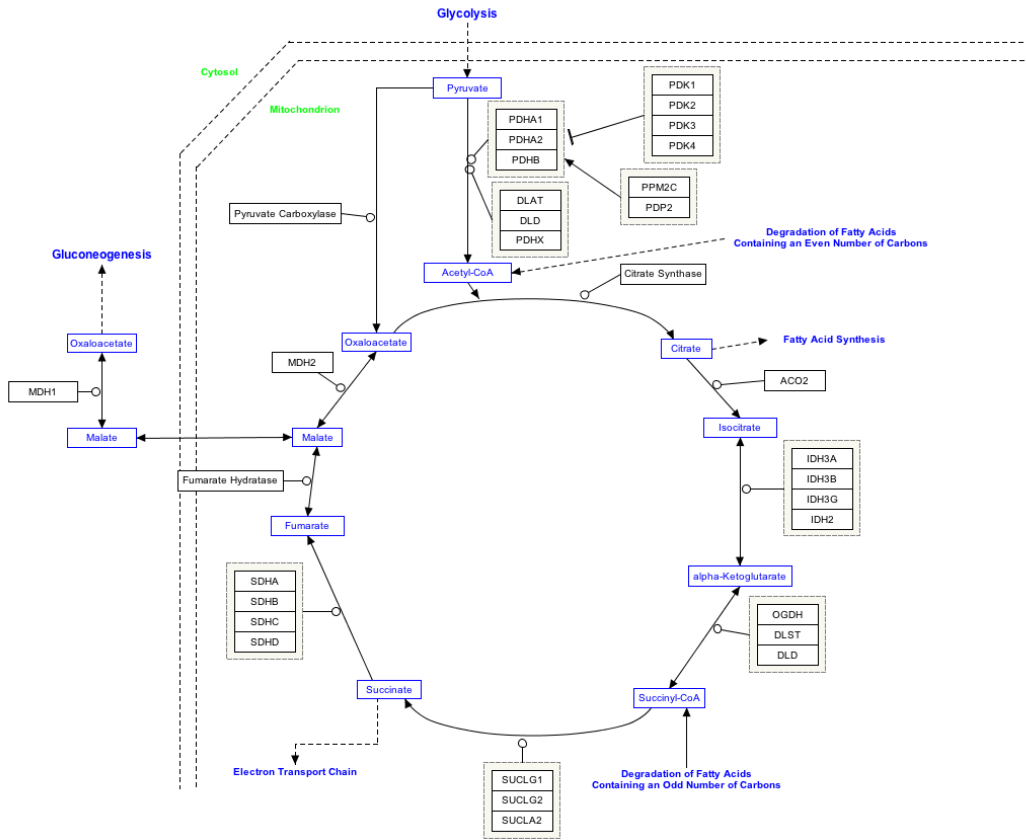 Glycolysis
Cytosol
Mitochondrion
Pyruvate
PDHA1
PDHA2
PDHB
PDK1
PDK2
PDK3
PDK4
PPM2C
PDP2
DLAT
DLD
PDHX
Pyruvate Carboxylase
Degradation of Fatty Acids
Containing an Even Number of Carbons
Gluconeogenesis
Acetyl-CoA
Citrate Synthase
Oxaloacetate
Oxaloacetate
Citrate
Fatty Acid Synthesis
MDH2
MDH1
ACO2
Malate
Malate
Isocitrate
Fumarate Hydratase
IDH3A
IDH3B
IDH3G
IDH2
Fumarate
alpha-Ketoglutarate
SDHA
SDHB
SDHC
SDHD
OGDH
DLST
DLD
Succinate
Succinyl-CoA
Electron Transport Chain
SUCLG1
SUCLG2
SUCLA2
Degradation of Fatty Acids
Containing an Odd Number of Carbons